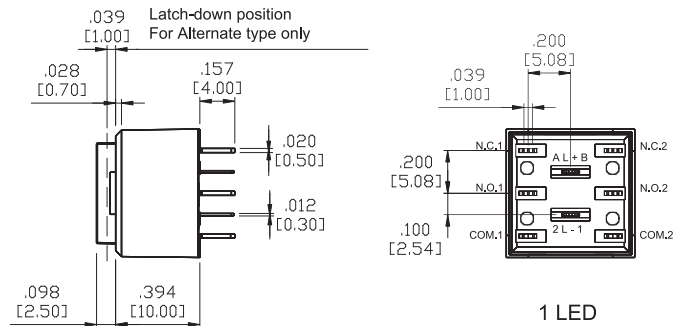 .039
[1.00]
Latch-down position
For Alternate type only
.028
[0.70]
.157
[4.00]
.020
[0.50]
.012
[0.30]
.098
[2.50]
.394
[10.00]
.200
[5.08]
.039
[1.00]
N.C.1
A L + B
N.C.2
.200
[5.08]
N.O.1
N.O.2
.100
[2.54]
COM.1
2 L - 1
COM.2
1 LED